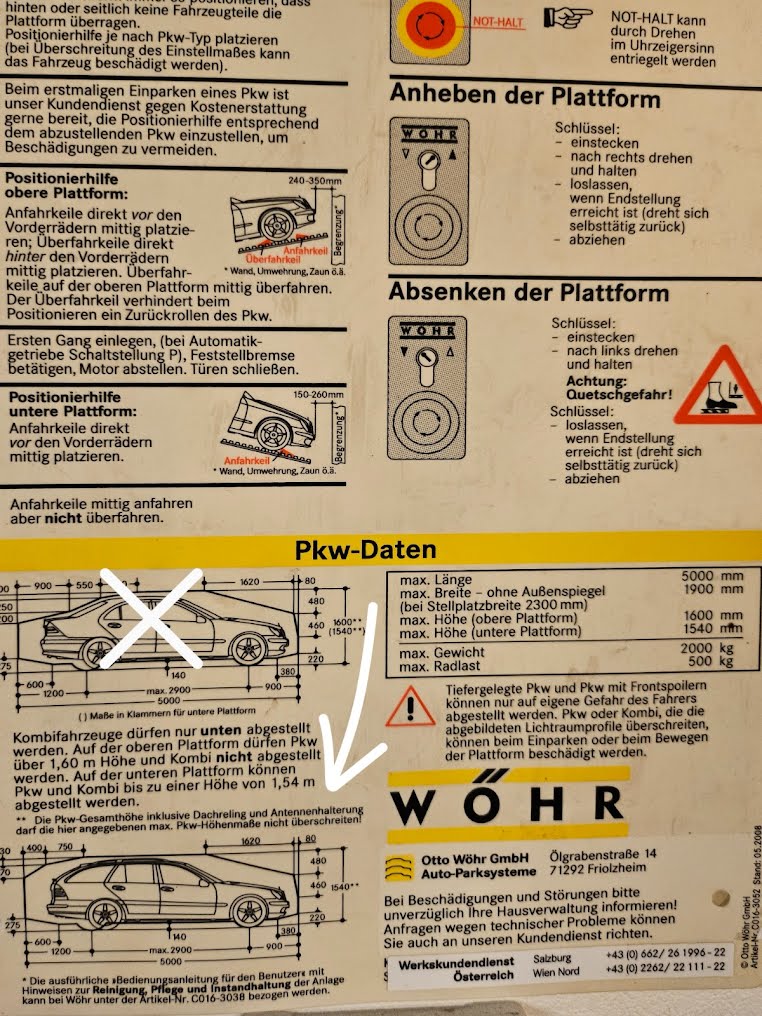 hinten oder seitlich keine Fahrzeugteile die
Plattform überragen.
Positionierhilfe je nach Pkw-Typ platzieren
(bei Überschreitung des Einstellmaßes kann
das Fahrzeug beschädigt werden).
Beim erstmaligen Einparken eines Pkw ist
unser Kundendienst gegen Kostenerstattung
gerne bereit, die Positionierhilfe entsprechend
dem abzustellenden Pkw einzustellen, um
Beschädigungen zu vermeiden.
Positionierhilfe
obere Plattform:
Anfahrkeile direkt vor den
Vorderrädern mittig platzie-
ren; Überfahrkeile direkt
hinter den Vorderrädern
mittig platzieren. Überfahr-
keile auf der oberen Plattform mittig überfahren.
Der Überfahrkeil verhindert beim
Positionieren ein Zurückrollen des Pkw.
240-350mm
Begrenzung*
Anfahrkeil
Überfahrkeil
* Wand, Umwehrung, Zaun ö.ä.
Ersten Gang einlegen, (bei Automatik-
getriebe Schaltstellung P), Feststellbremse
betätigen, Motor abstellen. Türen schließen.
Positionierhilfe
untere Plattform:
Anfahrkeile direkt
vor den Vorderrädern
mittig platzieren.
150-260mm
Begrenzung*
Anfahrkeil
* Wand, Umwehrung, Zaun ö.ä.
Anfahrkeile mittig anfahren
aber nicht überfahren.
NOT-HALT
NOT-HALT kann
durch Drehen
im Uhrzeigersinn
entriegelt werden
Anheben der Plattform
WÖHR
Schlüssel:
- einstecken
- nach rechts drehen
und halten
- loslassen,
wenn Endstellung
erreicht ist (dreht sich
selbsttätig zurück)
- abziehen
Absenken der Plattform
WÖHR
Schlüssel:
- einstecken
- nach links drehen
und halten
Achtung:
Quetschgefahr!
Schlüssel:
- loslassen,
wenn Endstellung
erreicht ist (dreht sich
selbsttätig zurück)
- abziehen
Pkw-Daten
900
550
1620
80
480
460
220
1600**
(1540**)
380
140
600
max. 2900
900
1200
5000
( ) Maße in Klammern für untere Plattform
Kombifahrzeuge dürfen nur unten abgestellt
werden. Auf der oberen Plattform dürfen Pkw
über 1,60 m Höhe und Kombi nicht abgestellt
werden. Auf der unteren Plattform können
Pkw und Kombi bis zu einer Höhe von 1,54 m
abgestellt werden.
** Die Pkw-Gesamthöhe inklusive Dachreling und Antennenhalterung
darf die hier angegebenen max. Pkw-Höhenmaße nicht überschreiten!
400
750
1620
80
480
460
1540**
220
275
380
140
600
max. 2900
900
1200
5000
* Die ausführliche »Bedienungsanleitung für den Benutzer« mit
Hinweisen zur Reinigung, Pflege und Instandhaltung der Anlage
kann bei Wöhr unter der Artikel-Nr. C016-3038 bezogen werden.
max. Länge 5000 mm
max. Breite - ohne Außenspiegel 1900 mm
(bei Stellplatzbreite 2300 mm)
max. Höhe (obere Plattform) 1600 mm
max. Höhe (untere Plattform) 1540 mm
max. Gewicht 2000 kg
max. Radlast 500 kg
Tiefergelegte Pkw und Pkw mit Frontspoilern
können nur auf eigene Gefahr des Fahrers
abgestellt werden. Pkw oder Kombi, die die
abgebildeten Lichtraumprofile überschreiten,
können beim Einparken oder beim Bewegen
der Plattform beschädigt werden.
WÖHR
Otto Wöhr GmbH
Auto-Parksysteme
Ölgrabenstraße 14
71292 Friolzheim
Bei Beschädigungen und Störungen bitte
unverzüglich Ihre Hausverwaltung informieren!
Anfragen wegen technischer Probleme können
Sie auch an unseren Kundendienst richten.
Werkskundendienst
Österreich
Salzburg +43 (0) 662/ 26 1996 - 22
Wien Nord +43 (0) 2262/ 22 111 - 22
© Otto Wöhr GmbH
Artikel-Nr. C016-3052 Stand: 05.2008